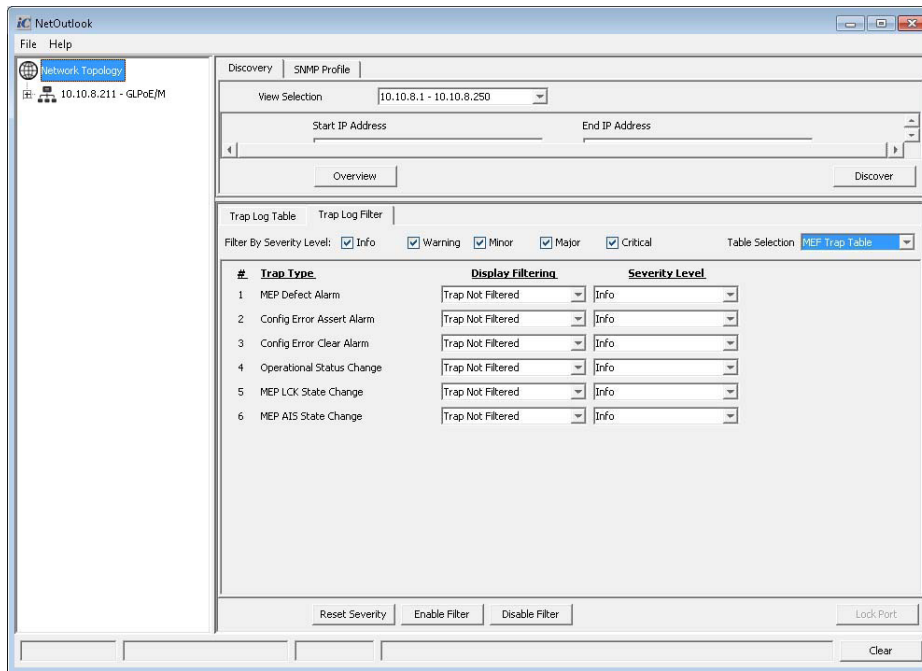 iC NetOutlook
File Help
Network Topology
10.10.8.211 - GLPoE/M
Discovery SNMP Profile
View Selection 10.10.8.1 - 10.10.8.250
Start IP Address End IP Address
Overview Discover
Trap Log Table Trap Log Filter
Filter By Severity Level: Info Warning Minor Major Critical Table Selection MEF Trap Table
# Trap Type Display Filtering Severity Level
1 MEP Defect Alarm Trap Not Filtered Info
2 Config Error Assert Alarm Trap Not Filtered Info
3 Config Error Clear Alarm Trap Not Filtered Info
4 Operational Status Change Trap Not Filtered Info
5 MEP LCK State Change Trap Not Filtered Info
6 MEP AIS State Change Trap Not Filtered Info
Reset Severity Enable Filter Disable Filter Lock Port
Clear